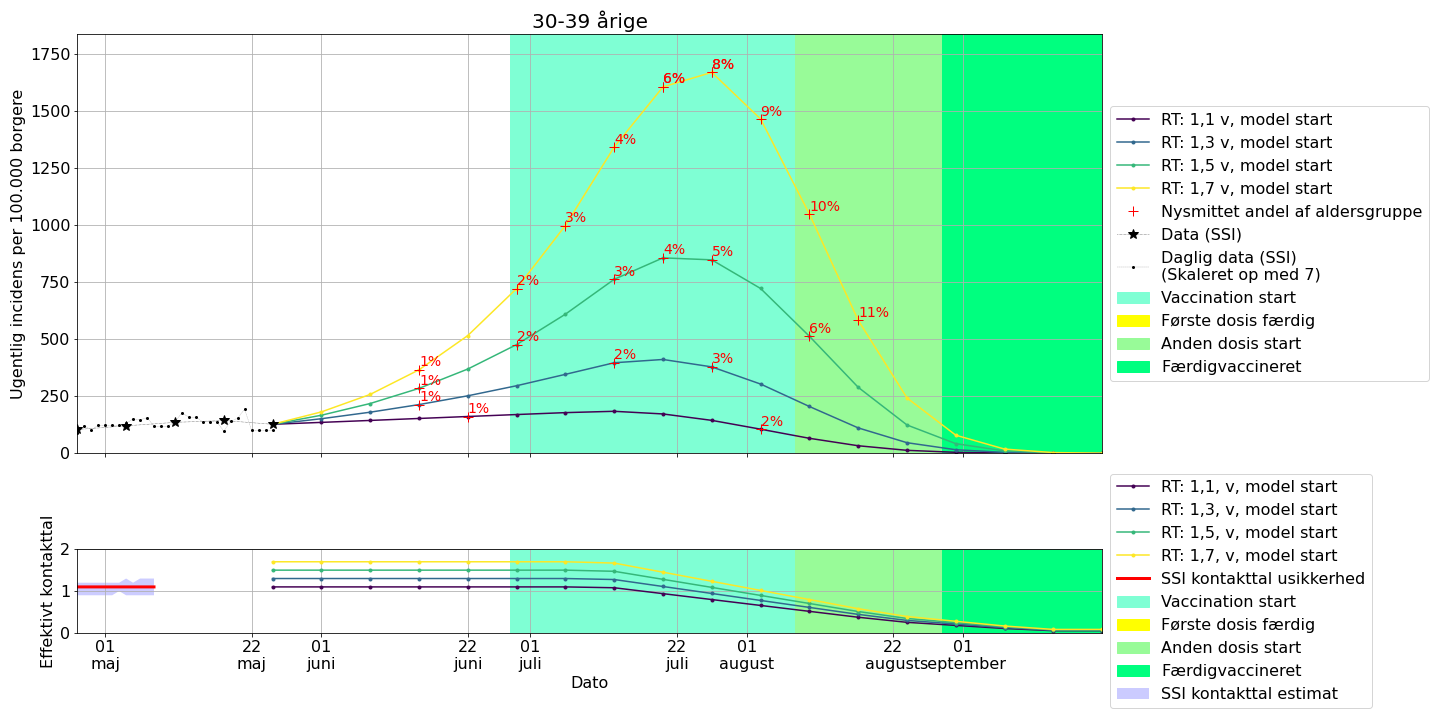 30-39 årige
Ugentlig incidens per 100.000 borgere
1750
1500
1250
1000
750
500
250
0
1%
1%
1%
1%
2%
2%
3%
4%
6%
8%
9%
10%
11%
3%
4%
5%
6%
2%
3%
2%
RT: 1,1 v, model start
RT: 1,3 v, model start
RT: 1,5 v, model start
RT: 1,7 v, model start
Nysmittet andel af aldersgruppe
Data (SSI)
Daglig data (SSI)
(Skaleret op med 7)
Vaccination start
Første dosis færdig
Anden dosis start
Færdigvaccineret
Effektivt kontakttal
2
1
0
01 22 01 22 01 22 01 22 01
maj maj juni juni juli juli august august september
Dato
RT: 1,1, v, model start
RT: 1,3, v, model start
RT: 1,5, v, model start
RT: 1,7, v, model start
SSI kontakttal usikkerhed
Vaccination start
Første dosis færdig
Anden dosis start
Færdigvaccineret
SSI kontakttal estimat